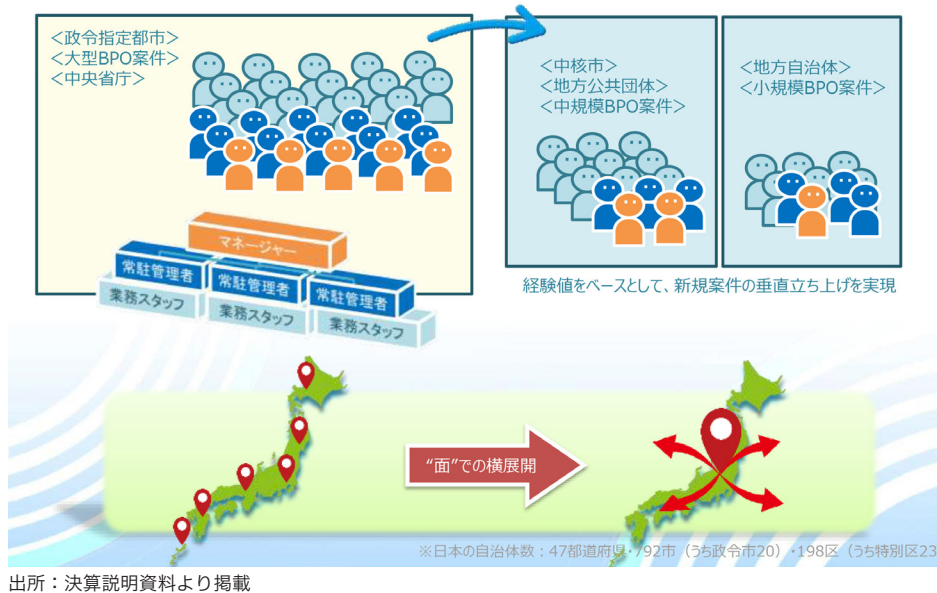 <政令指定都市>
<大型BPO案件>
<中央省庁>
<中核市>
<地方公共団体>
<中規模BPO案件>
<地方自治体>
<小規模BPO案件>
マネージャー
常駐管理者
常駐管理者
常駐管理者
業務スタッフ
業務スタッフ
業務スタッフ
経験値をベースとして、新規案件の垂直立ち上げを実現
“面”での横展開
※日本の自治体数：47都道府県・792市（うち政令市20）・198区（うち特別区23
出所：決算説明資料より掲載